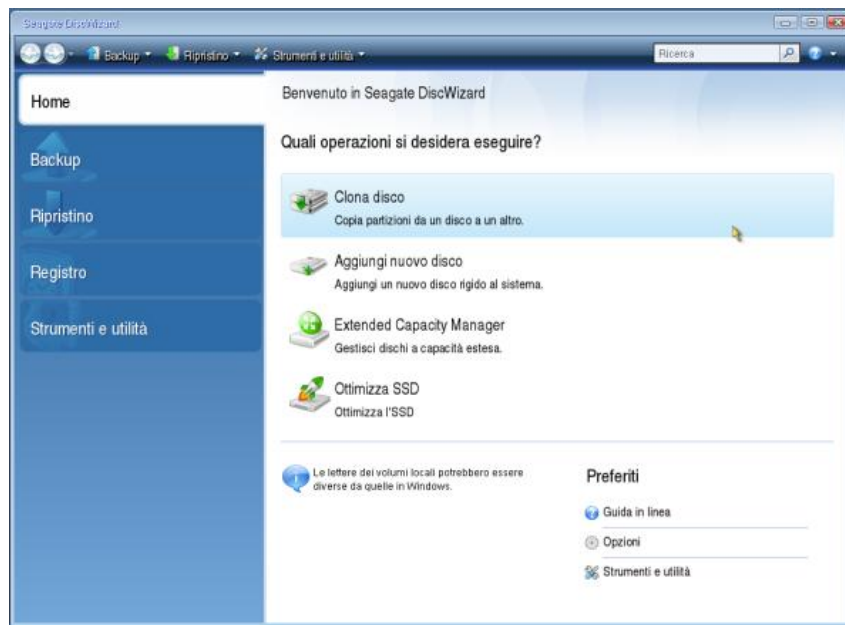 Seagate DiscWizard
Backup Ripristino Strumenti e utilità Ricerca
Home
Backup
Ripristino
Registro
Strumenti e utilità
Benvenuto in Seagate DiscWizard
Quali operazioni si desidera eseguire?
Clona disco
Copia partizioni da un disco a un altro.
Aggiungi nuovo disco
Aggiungi un nuovo disco rigido al sistema.
Extended Capacity Manager
Gestisci dischi a capacità estesa.
Ottimizza SSD
Ottimizza l'SSD
Le lettere dei volumi locali potrebbero essere
diverse da quelle in Windows.
Preferiti
Guida in linea
Opzioni
Strumenti e utilità